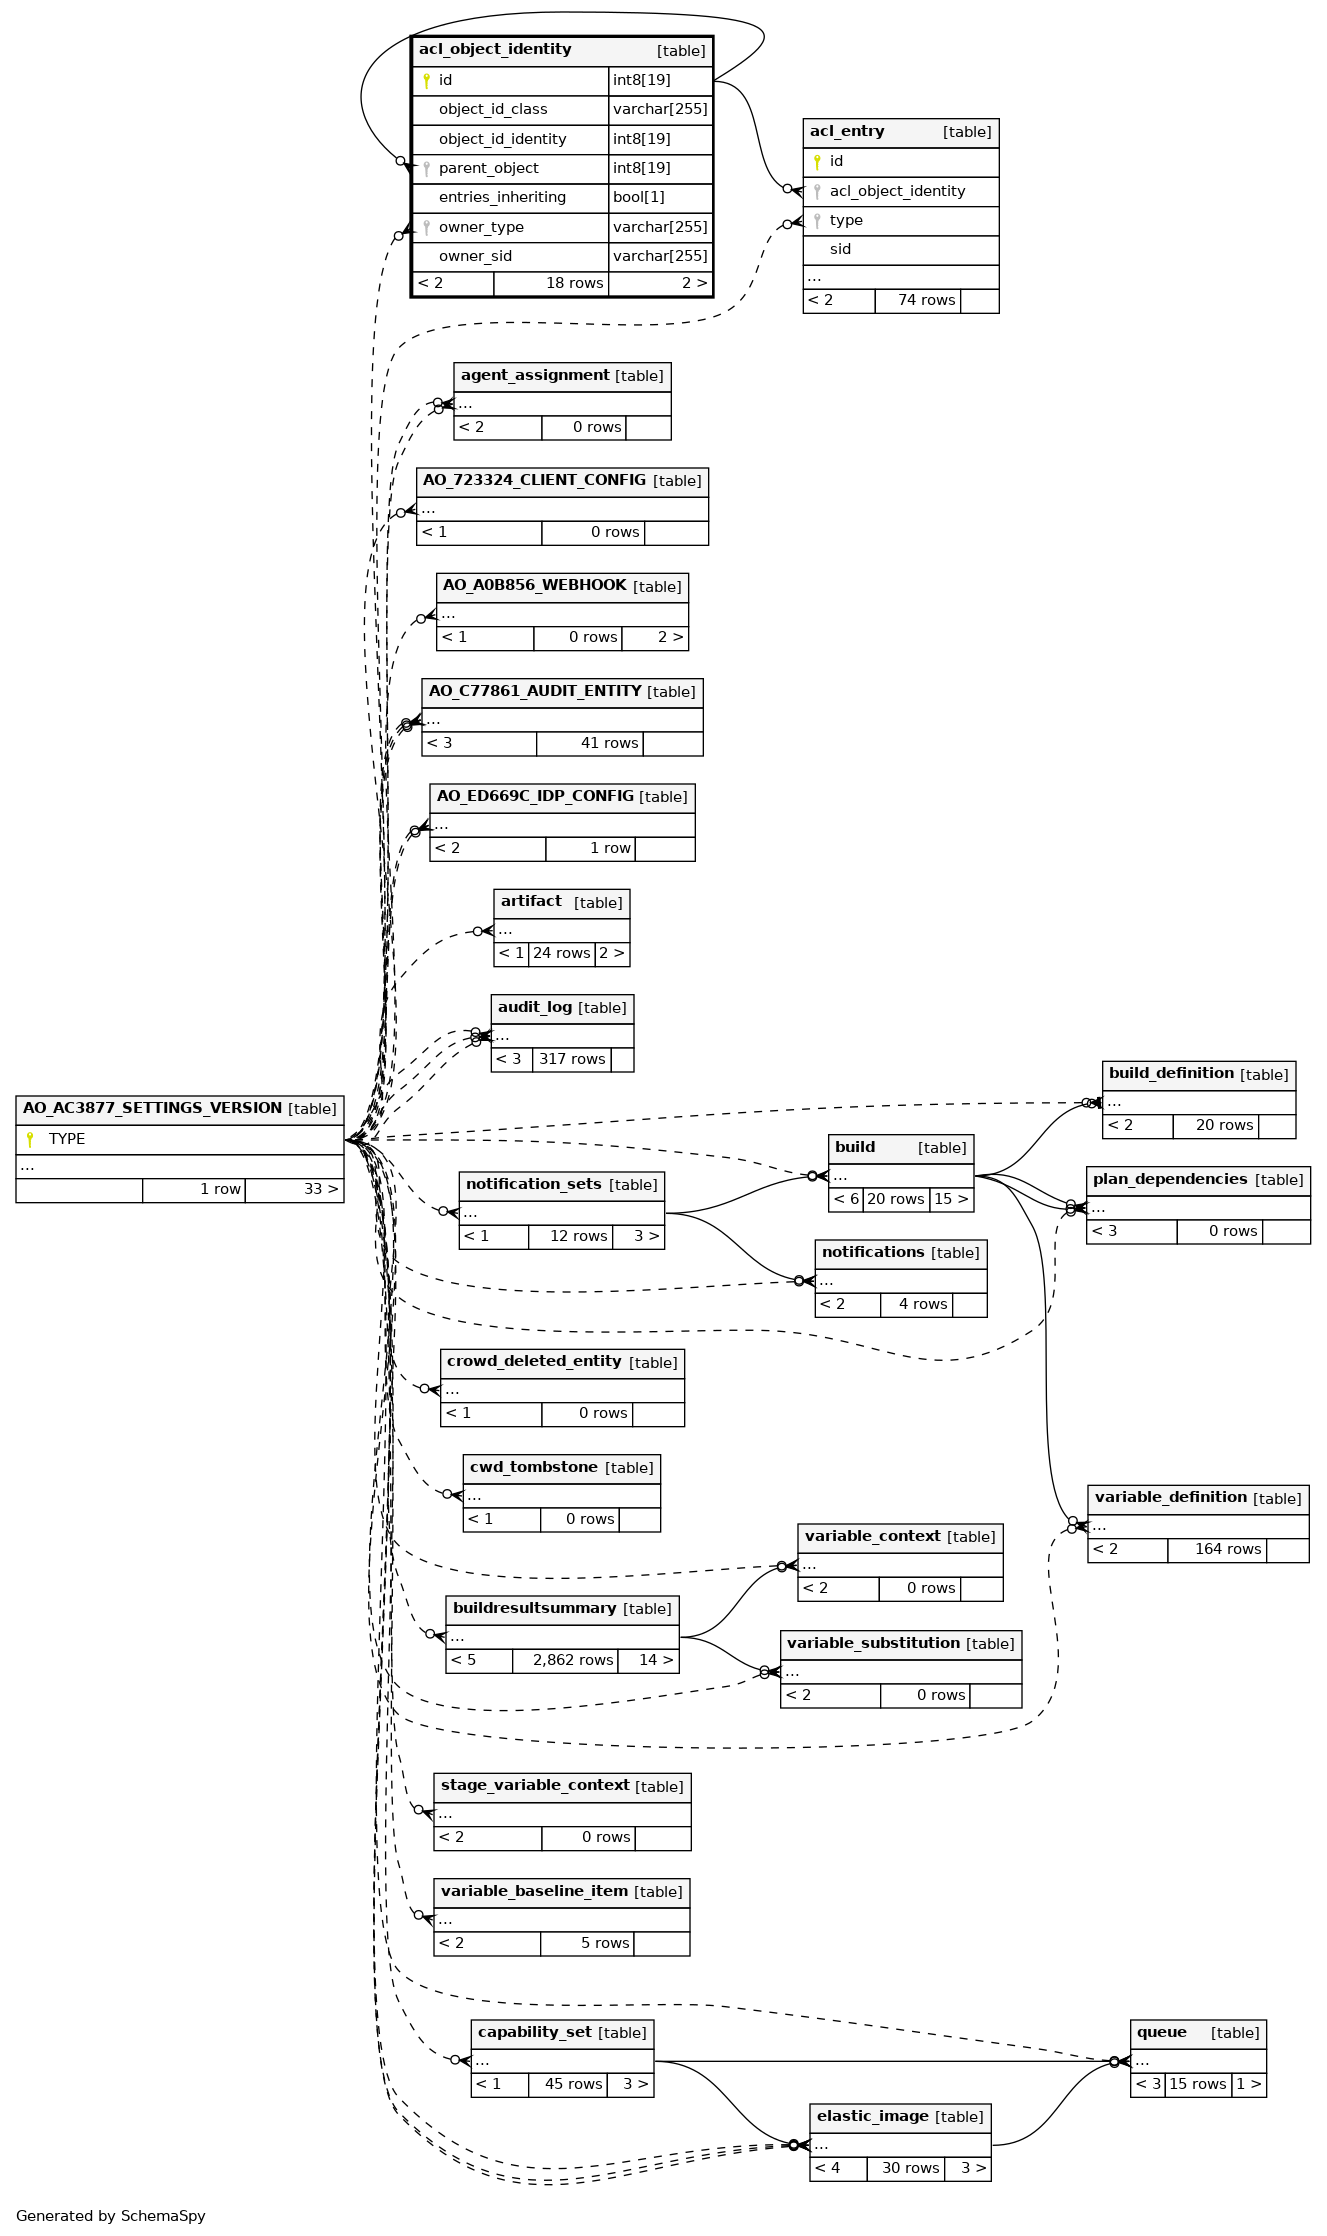 acl_object_identity [table]
id int8[19]
object_id_class varchar[255]
object_id_identity int8[19]
parent_object int8[19]
entries_inheriting bool[1]
owner_type varchar[255]
owner_sid varchar[255]
< 2 18 rows 2 >
acl_entry [table]
id
acl_object_identity
type
sid
...
< 2 74 rows
agent_assignment [table]
...
< 2 0 rows
AO_723324_CLIENT_CONFIG [table]
...
< 1 0 rows
AO_A0B856_WEBHOOK [table]
...
< 1 0 rows 2 >
AO_C77861_AUDIT_ENTITY [table]
...
< 3 41 rows
AO_ED669C_IDP_CONFIG [table]
...
< 2 1 row
artifact [table]
...
< 1 24 rows 2 >
audit_log [table]
...
< 3 317 rows
AO_AC3877_SETTINGS_VERSION [table]
TYPE
...
1 row 33 >
build_definition [table]
...
< 2 20 rows
build [table]
...
< 6 20 rows 15 >
plan_dependencies [table]
...
< 3 0 rows
notification_sets [table]
...
< 1 12 rows 3 >
notifications [table]
...
< 2 4 rows
crowd_deleted_entity [table]
...
< 1 0 rows
cwd_tombstone [table]
...
< 1 0 rows
variable_definition [table]
...
< 2 164 rows
variable_context [table]
...
< 2 0 rows
buildresultsummary [table]
...
< 5 2,862 rows 14 >
variable_substitution [table]
...
< 2 0 rows
stage_variable_context [table]
...
< 2 0 rows
variable_baseline_item [table]
...
< 2 5 rows
capability_set [table]
...
< 1 45 rows 3 >
queue [table]
...
< 3 15 rows 1 >
elastic_image [table]
...
< 4 30 rows 3 >
Generated by SchemaSpy